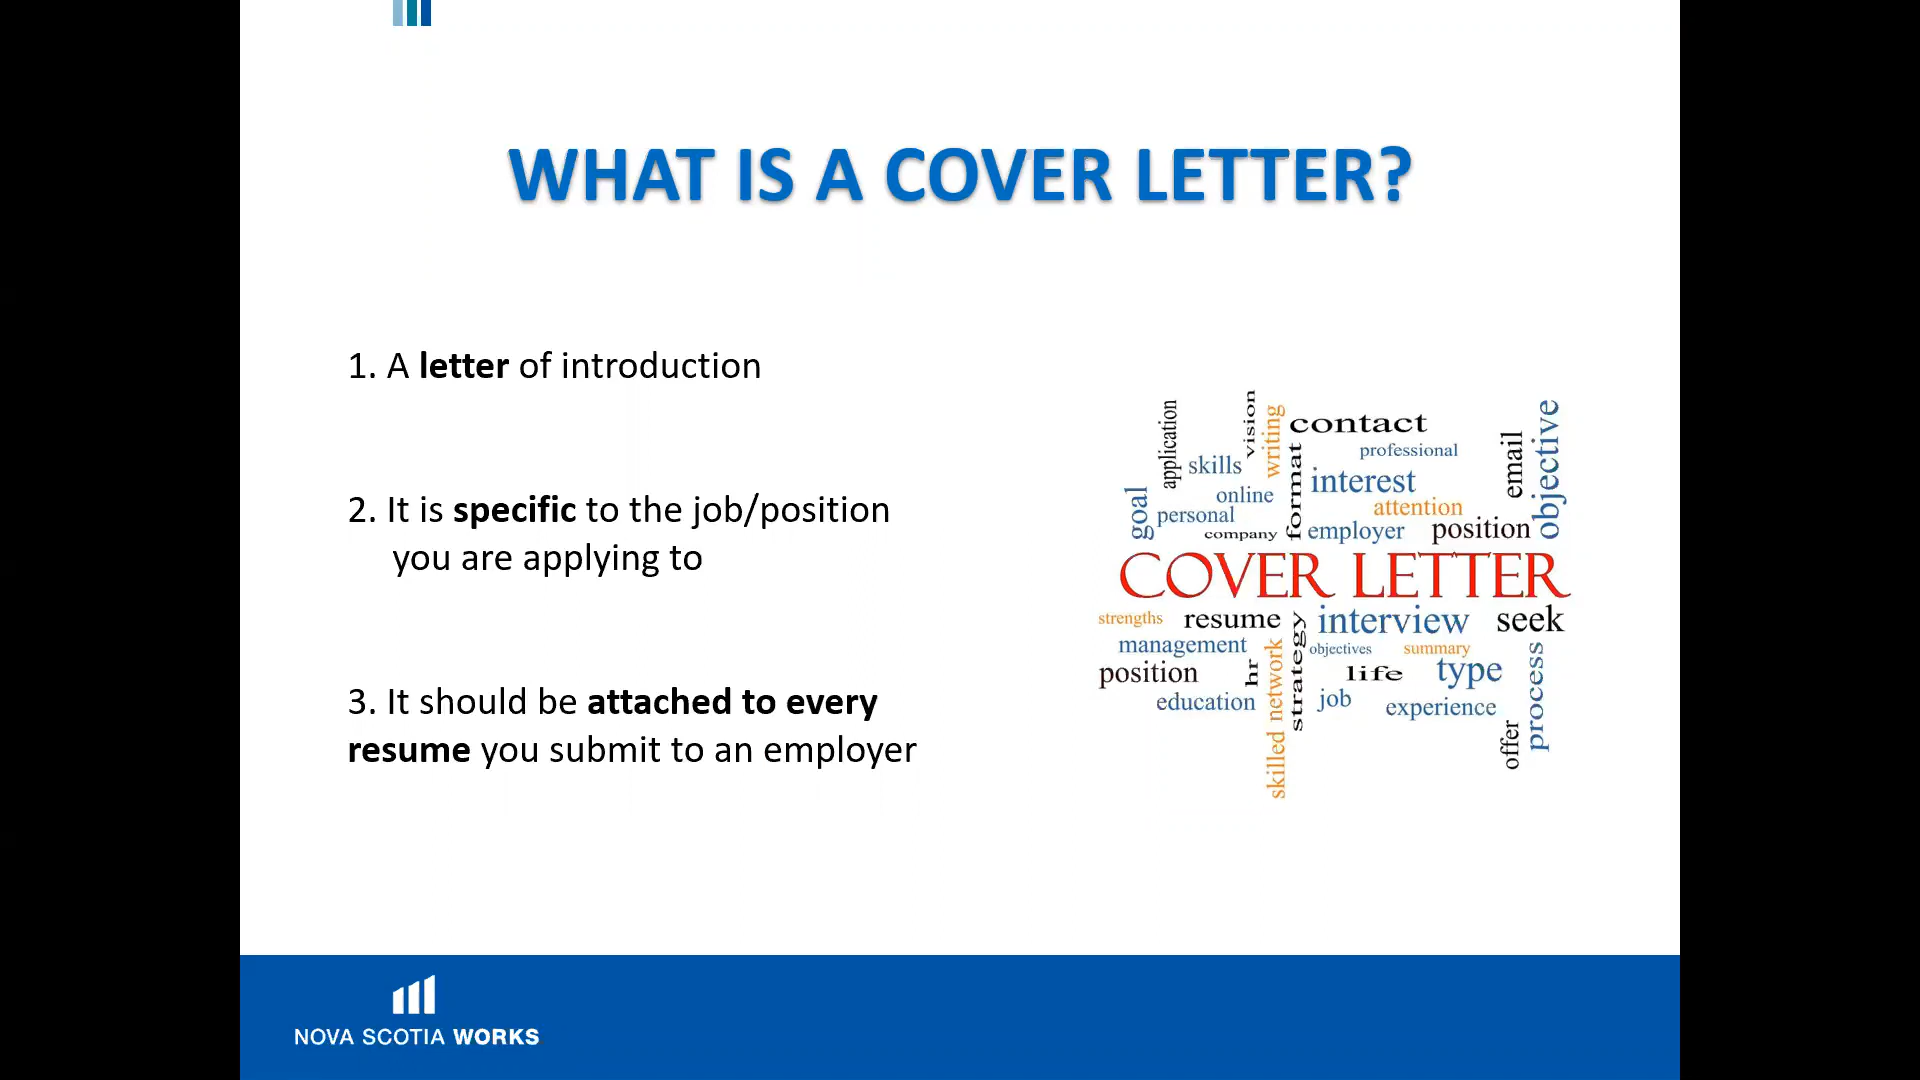 WHAT IS A COVER LETTER?
1. A letter of introduction
2. It is specific to the job/position
you are applying to
3. It should be attached to every
resume you submit to an employer
application
vision
writing
contact
professional
email
objective
skills
format
interest
goal
online
attention
personal
company
employer
position
COVER LETTER
strengths
resume
strategy
interview
seek
management
objectives
summary
position
hr
skilled network
life
type
process
education
job
experience
offer
NOVA SCOTIA WORKS